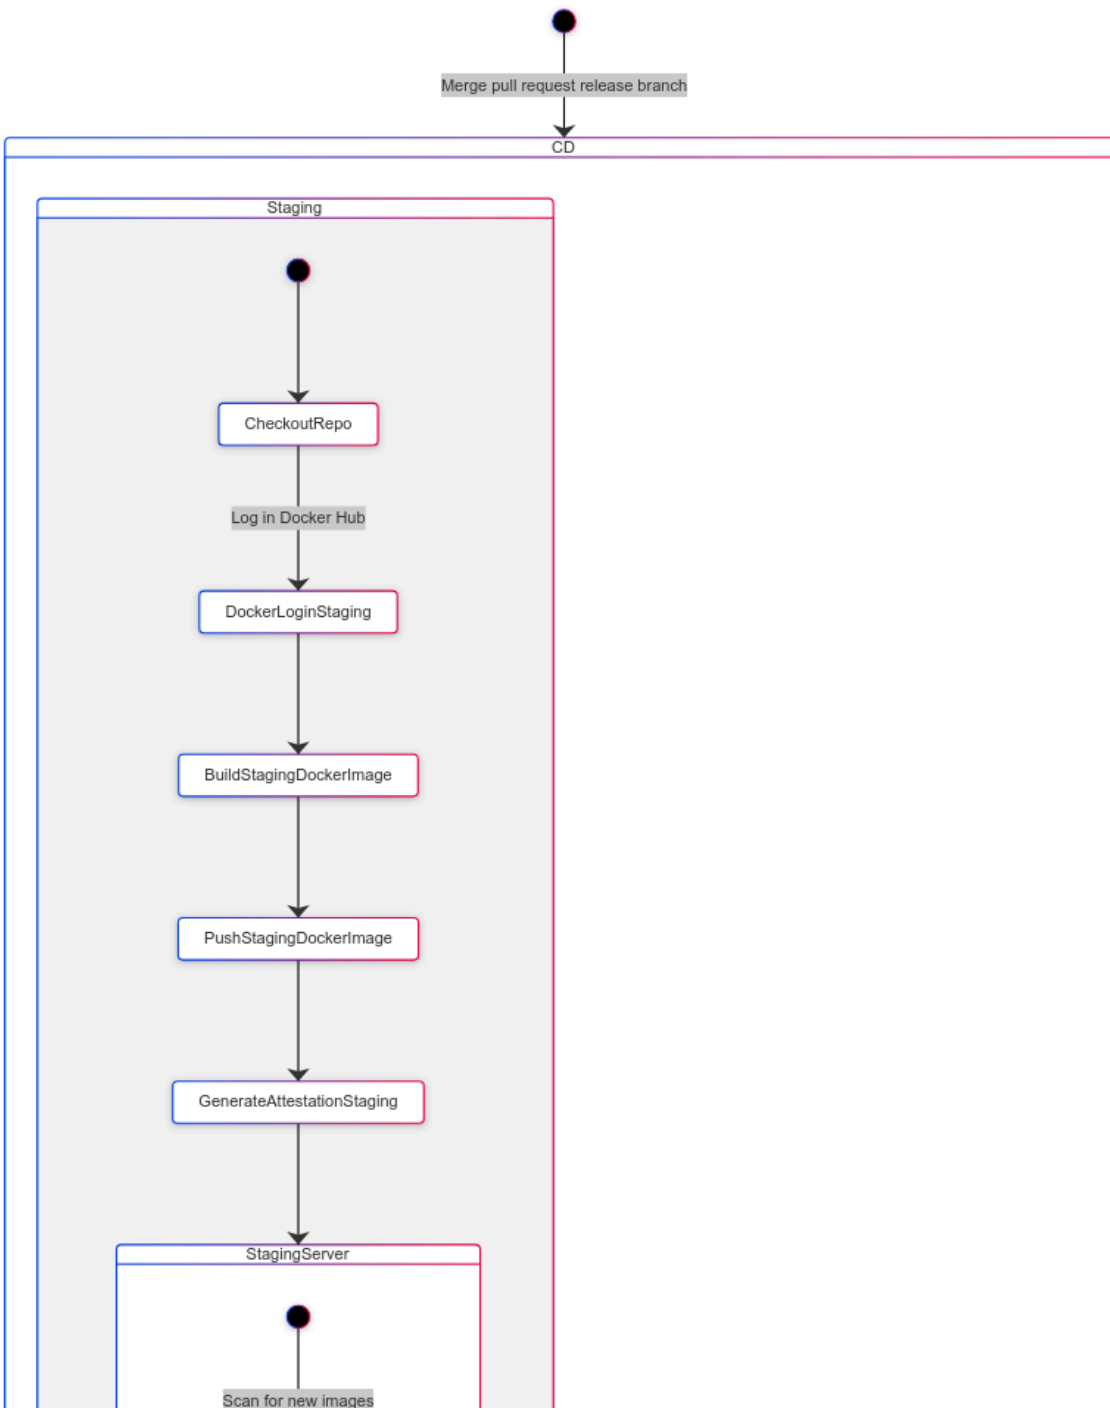 Merge pull request release branch
CD
Staging
CheckoutRepo
Log in Docker Hub
DockerLoginStaging
BuildStagingDockerImage
PushStagingDockerImage
GenerateAttestationStaging
StagingServer
Scan for new images